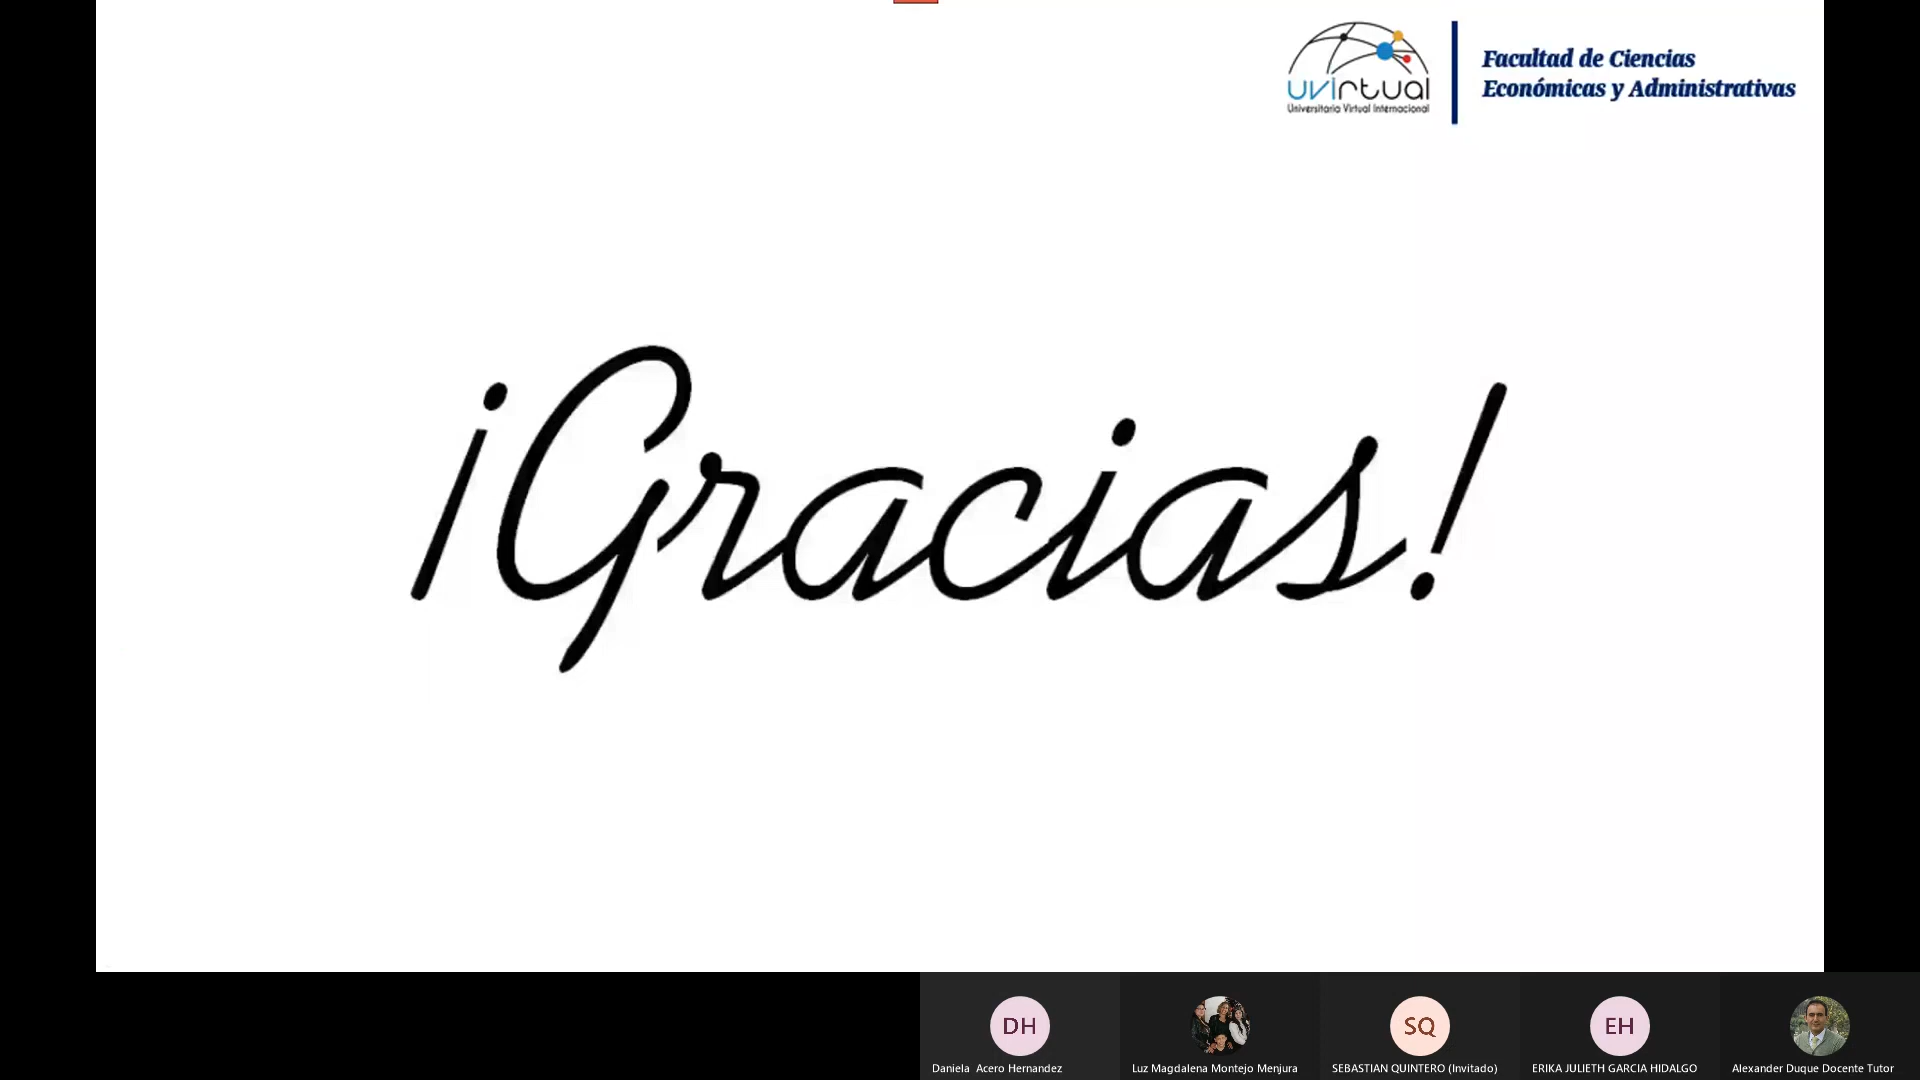 uvirtual
Universitaria Virtual Internacional
Facultad de Ciencias
Económicas y Administrativas
¡Gracias!
DH
SQ
EH
Daniela Acero Hernandez
Luz Magdalena Montejo Menjura
SEBASTIAN QUINTERO (Invitado)
ERIKA JULIETH GARCIA HIDALGO
Alexander Duque Docente Tutor